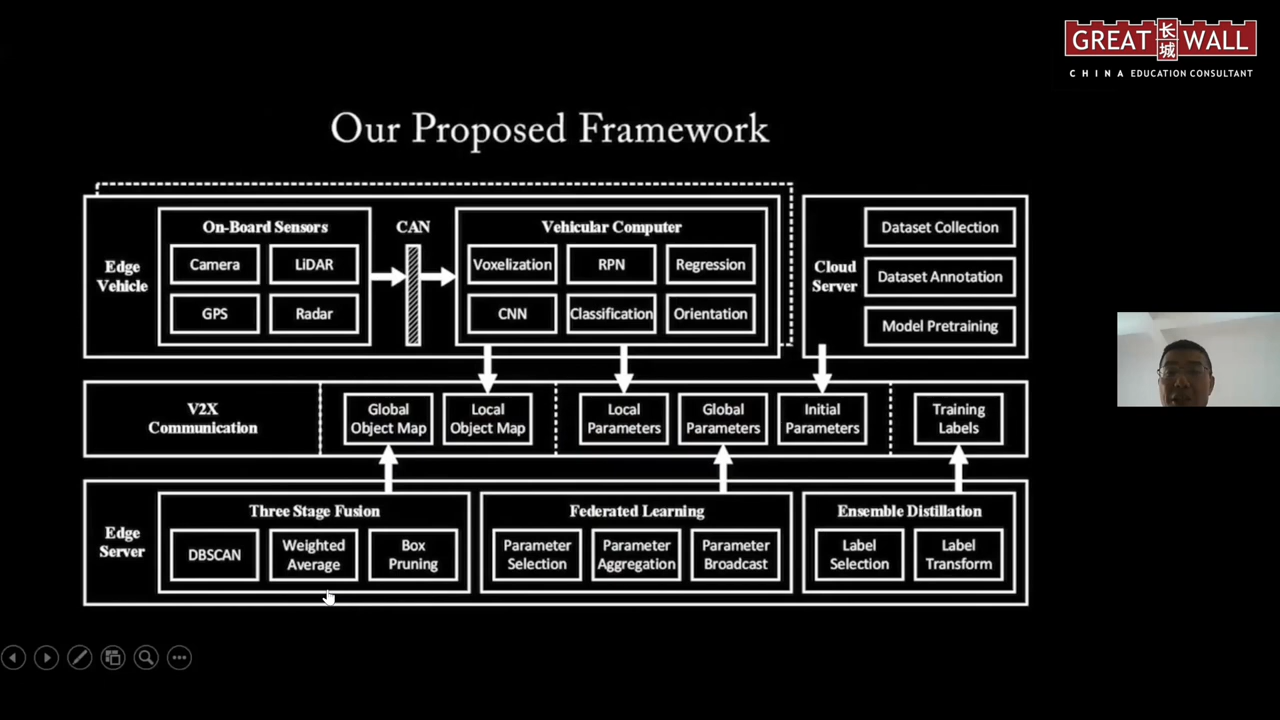 GREAT 长城 WALL
CHINA EDUCATION CONSULTANT
Our Proposed Framework
Edge
Vehicle
On-Board Sensors
Camera
LiDAR
GPS
Radar
CAN
Vehicular Computer
Voxelization
RPN
Regression
CNN
Classification
Orientation
Cloud
Server
Dataset Collection
Dataset Annotation
Model Pretraining
V2X
Communication
Global
Object Map
Local
Object Map
Local
Parameters
Global
Parameters
Initial
Parameters
Training
Labels
Edge
Server
Three Stage Fusion
DBSCAN
Weighted
Average
Box
Pruning
Federated Learning
Parameter
Selection
Parameter
Aggregation
Parameter
Broadcast
Ensemble Distillation
Label
Selection
Label
Transform